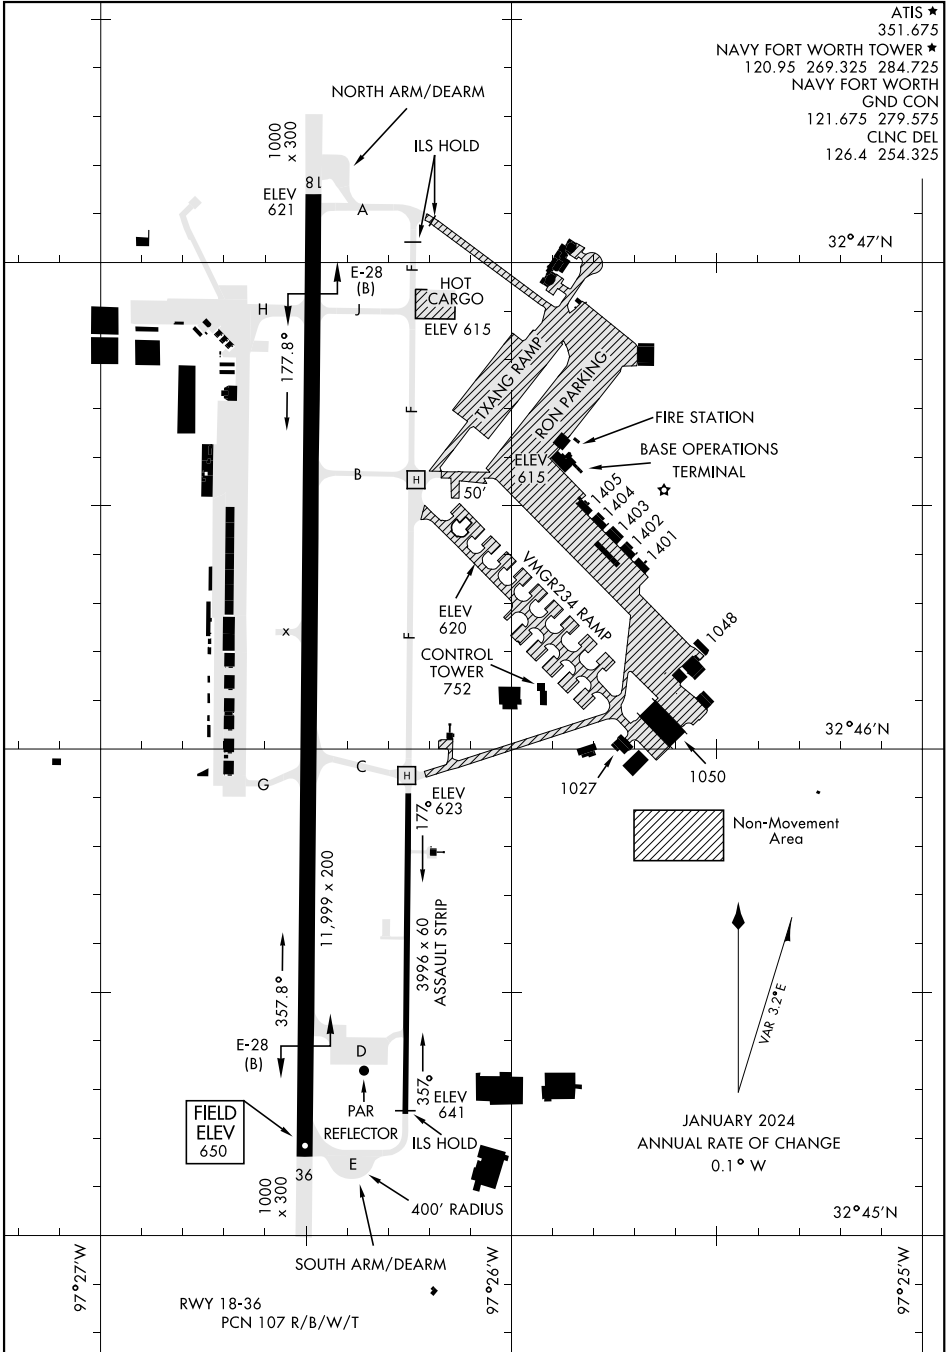 ATIS ★
351.675
NAVY FORT WORTH TOWER ★
120.95 269.325 284.725
NAVY FORT WORTH
GND CON
121.675 279.575
CLNC DEL
126.4 254.325
NORTH ARM/DEARM
1000
x 300
ILS HOLD
18
ELEV
621
A
32°47'N
E-28
(B)
F
HOT
CARGO
H
J
ELEV 615
177.8°
TXANG RAMP
RON PARKING
F
FIRE STATION
BASE OPERATIONS
TERMINAL
ELEV
615
B
H
50'
1405
1404
1403
1402
1401
VMGR234 RAMP
ELEV
620
x
F
1048
CONTROL
TOWER
752
32°46'N
C
H
G
1027
1050
ELEV
623
177°
Non-Movement
Area
11,999 x 200
3996 x 60
ASSAULT STRIP
357.8°
VAR 3.2°E
E-28
(B)
D
357°
ELEV
641
PAR
REFLECTOR
FIELD
ELEV
650
ILS HOLD
JANUARY 2024
ANNUAL RATE OF CHANGE
0.1° W
E
36
1000
x 300
400' RADIUS
32°45'N
SOUTH ARM/DEARM
97°27'W
97°26'W
97°25'W
RWY 18-36
PCN 107 R/B/W/T